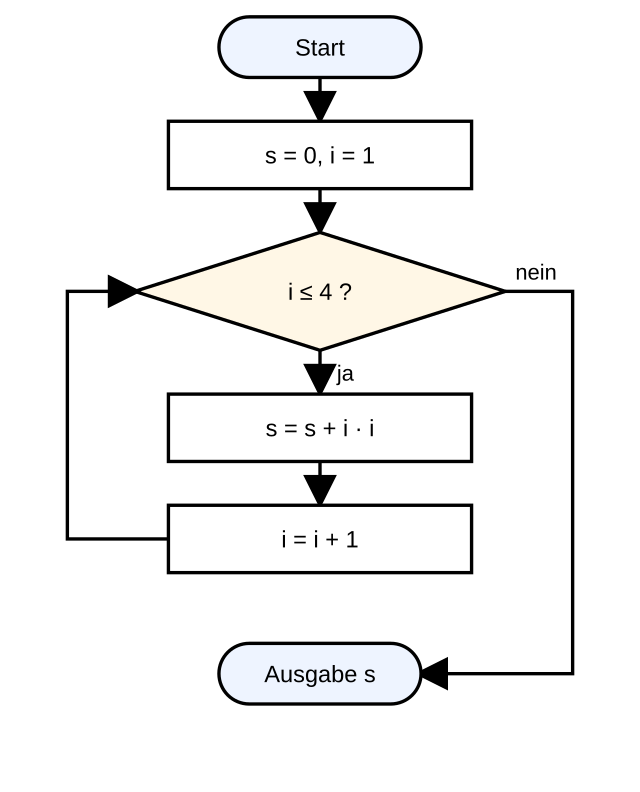 Start
s = 0, i = 1
i ≤ 4 ?
nein
ja
s = s + i · i
i = i + 1
Ausgabe s